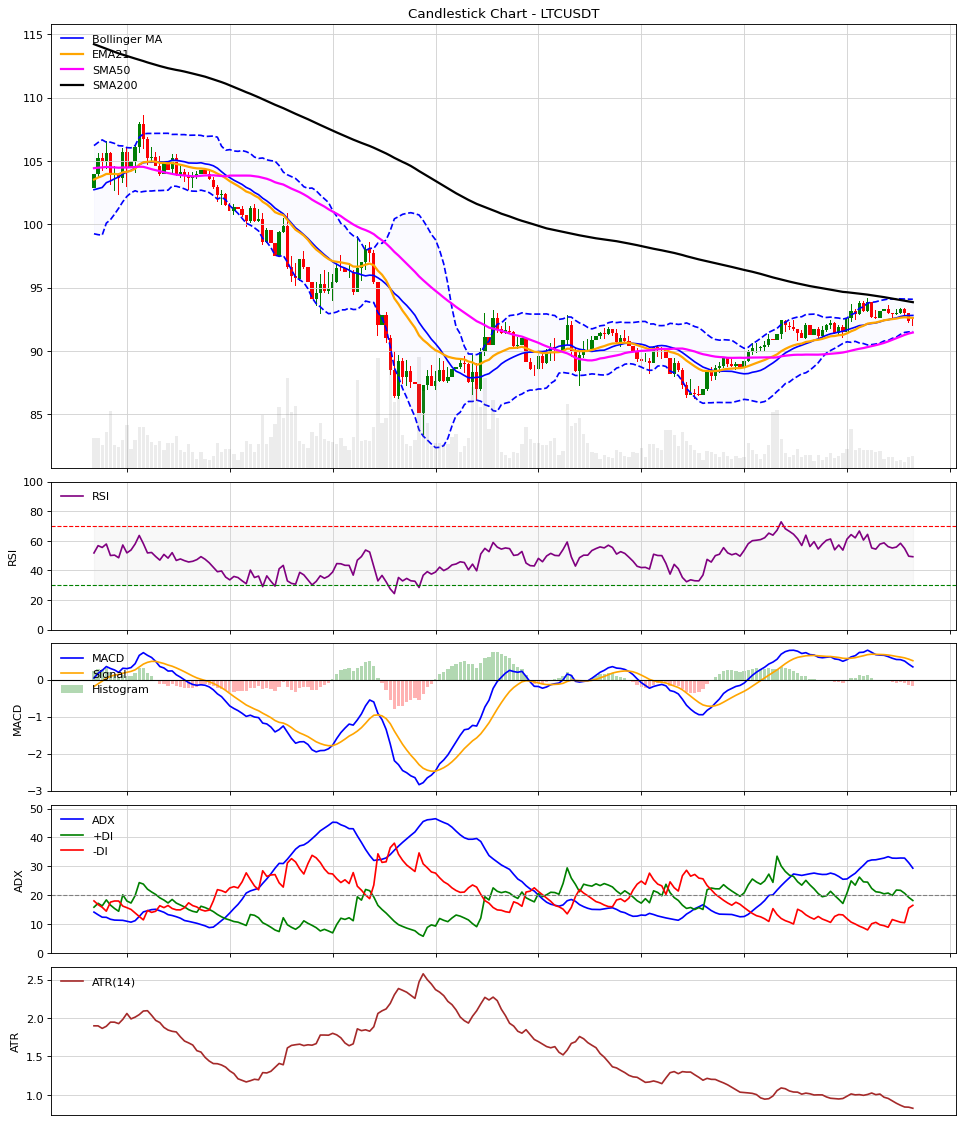 Candlestick Chart - LTCUSDT
115
110
105
100
95
90
85
Bollinger MA
EMA21
SMA50
SMA200
100
80
60
40
20
0
RSI
RSI
0
−1
−2
−3
MACD
MACD
Signal
Histogram
50
40
30
20
10
0
ADX
ADX
+DI
-DI
2.5
2.0
1.5
1.0
ATR
ATR(14)